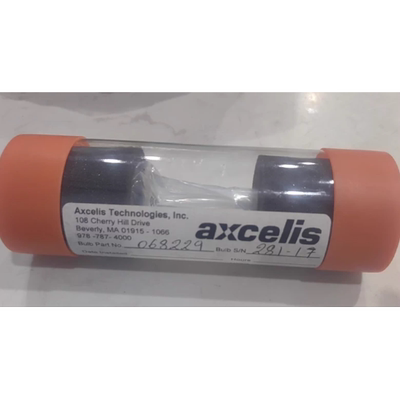 Axcelis Technologies, Inc.
108 Cherry Hill Drive
Beverly, MA 01915 - 1066
978 -787- 4000
axcelis
Bulb Part No. 068229 Bulb S/N 281-17